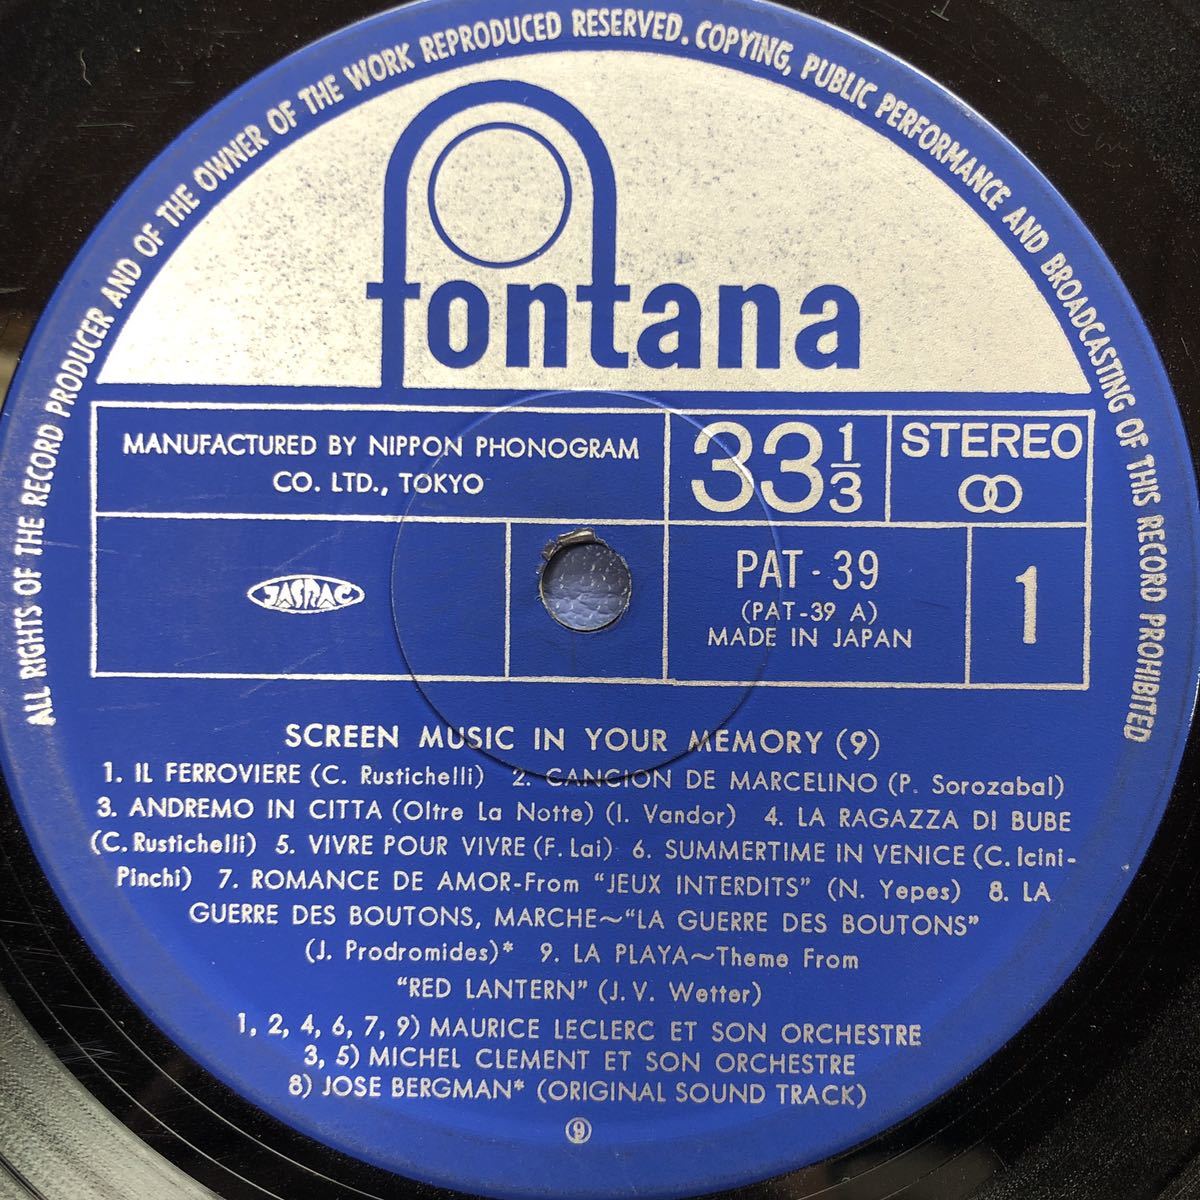 ALL RIGHTS OF THE RECORD PRODUCER AND OF THE OWNER OF THE WORK REPRODUCED RESERVED. COPYING, PUBLIC PERFORMANCE AND BROADCASTING OF THIS RECORD PROHIBITED
fontana
MANUFACTURED BY NIPPON PHONOGRAM
CO. LTD., TOKYO
33 1/3
STEREO
JASRAC
PAT-39
(PAT-39 A)
MADE IN JAPAN
1
SCREEN MUSIC IN YOUR MEMORY (9)
1. IL FERROVIERE (C. Rustichelli) 2. CANCION DE MARCELINO (P. Sorozabal)
3. ANDREMO IN CITTA (Oltre La Notte) (I. Vandor) 4. LA RAGAZZA DI BUBE
(C. Rustichelli) 5. VIVRE POUR VIVRE (F. Lai) 6. SUMMERTIME IN VENICE (C. Icini-
Pinchi) 7. ROMANCE DE AMOR-From "JEUX INTERDITS" (N. Yepes) 8. LA
GUERRE DES BOUTONS, MARCHE~"LA GUERRE DES BOUTONS"
(J. Prodromides)* 9. LA PLAYA~Theme From
"RED LANTERN" (J. V. Wetter)
1, 2, 4, 6, 7, 9) MAURICE LECLERC ET SON ORCHESTRE
3, 5) MICHEL CLEMENT ET SON ORCHESTRE
8) JOSE BERGMAN* (ORIGINAL SOUND TRACK)